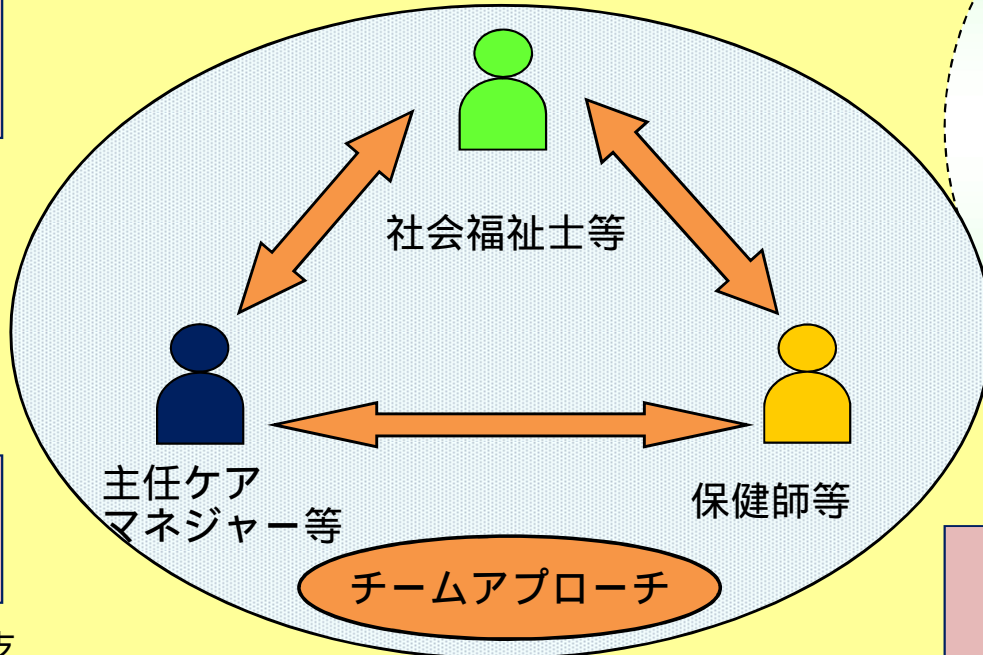 社会福祉士等
主任ケア
マネジャー等
保健師等
チームアプローチ